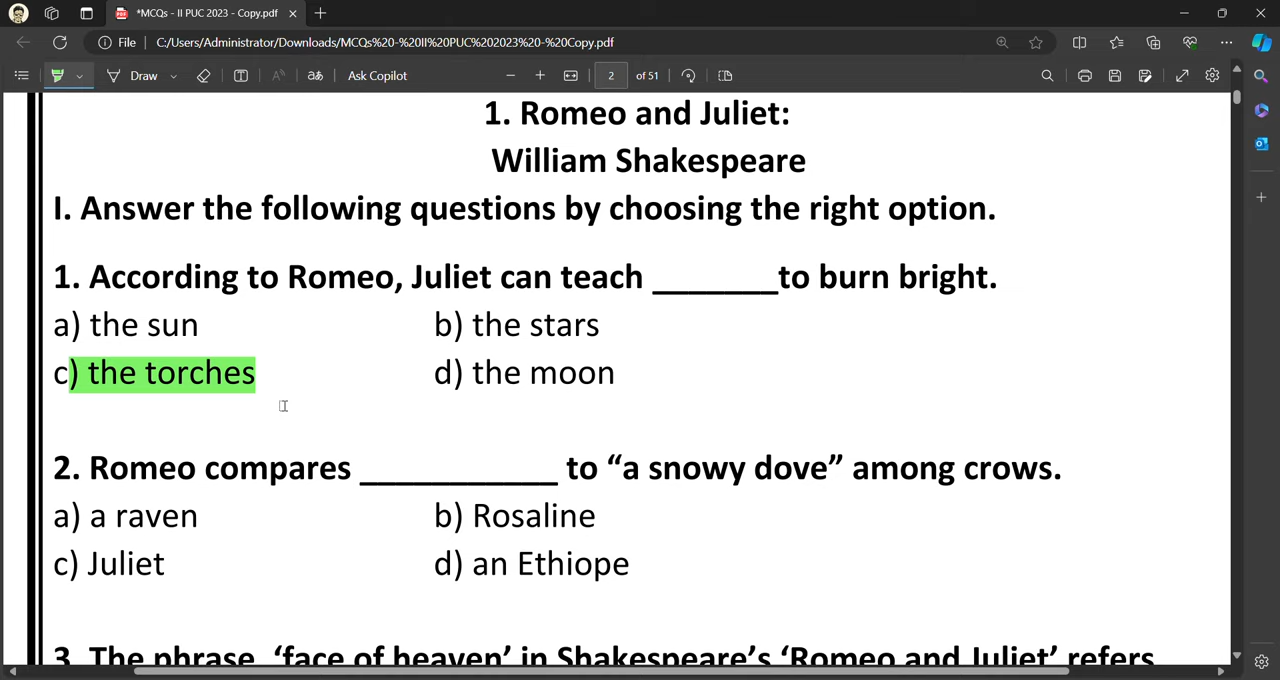 *MCQs - II PUC 2023 - Copy.pdf
File C:/Users/Administrator/Downloads/MCQs%20-%20II%20PUC%202023%20-%20Copy.pdf
Draw Ask Copilot 2 of 51
1. Romeo and Juliet:
William Shakespeare
I. Answer the following questions by choosing the right option.
1. According to Romeo, Juliet can teach _______to burn bright.
a) the sun b) the stars
c) the torches d) the moon
2. Romeo compares ___________ to “a snowy dove” among crows.
a) a raven b) Rosaline
c) Juliet d) an Ethiope
3. The phrase, ‘face of heaven’ in Shakespeare’s ‘Romeo and Juliet’ refers